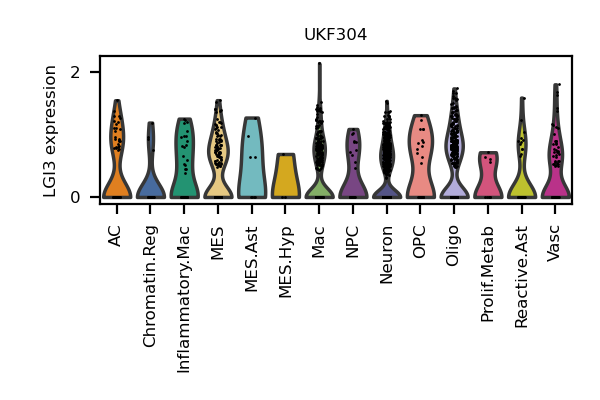 UKF304
LGI3 expression
2
0
AC
Chromatin.Reg
Inflammatory.Mac
MES
MES.Ast
MES.Hyp
Mac
NPC
Neuron
OPC
Oligo
Prolif.Metab
Reactive.Ast
Vasc